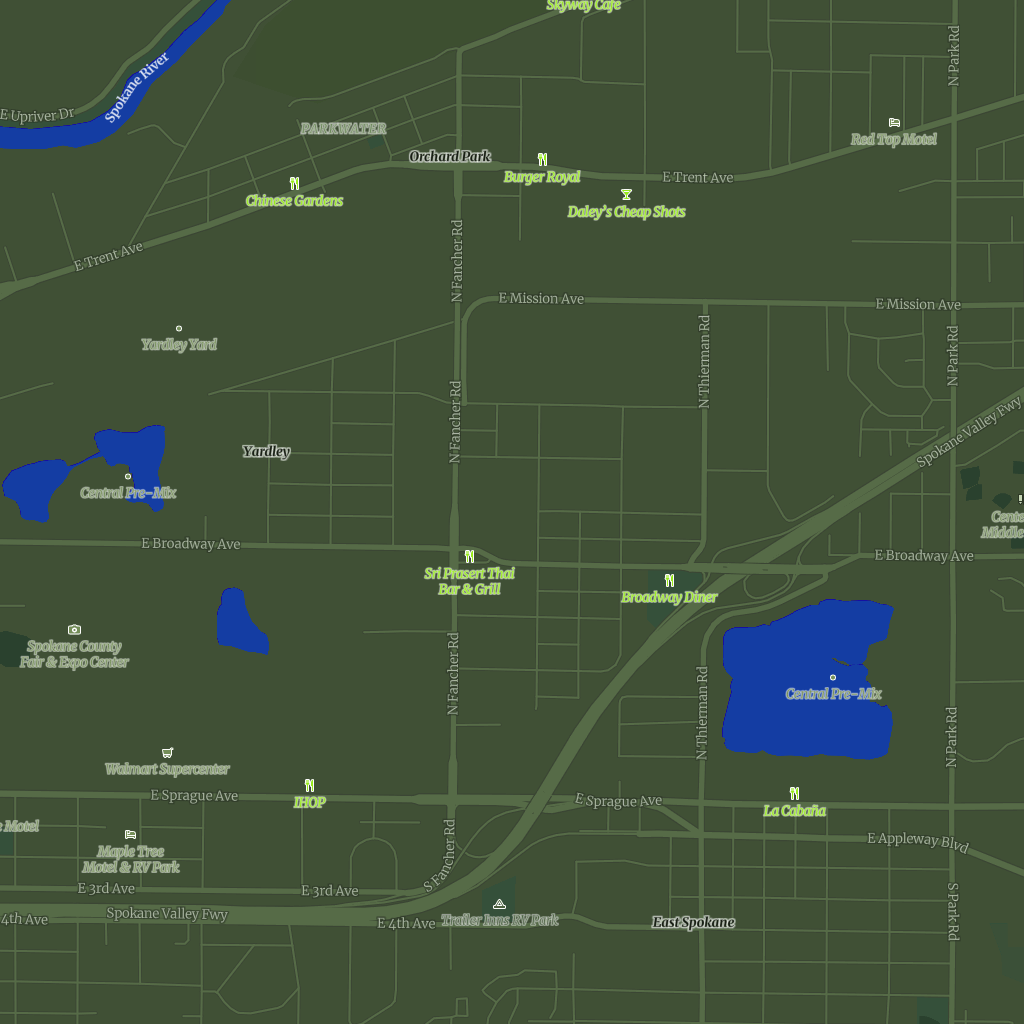 Skyway Cafe
N Park Rd
Spokane River
E Upriver Dr
PARKWATER
Red Top Motel
Orchard Park
Burger Royal
E Trent Ave
Chinese Gardens
Daley's Cheap Shots
E Trent Ave
N Fancher Rd
E Mission Ave
E Mission Ave
Yardley Yard
N Thierman Rd
N Park Rd
N Fancher Rd
Spokane Valley Fwy
Yardley
Central Pre-Mix
Middle
E Broadway Ave
E Broadway Ave
Sri Prasert Thai
Bar & Grill
Broadway Diner
Spokane County
Fair & Expo Center
N Fancher Rd
Central Pre-Mix
N Thierman Rd
N Park Rd
Walmart Supercenter
E Sprague Ave
IHOP
E Sprague Ave
La Cabaña
Motel
Maple Tree
Motel & RV Park
S Fancher Rd
E Appleway Blvd
E 3rd Ave
E 3rd Ave
4th Ave
Spokane Valley Fwy
E 4th Ave
Trailer Inns RV Park
East Spokane
S Park Rd